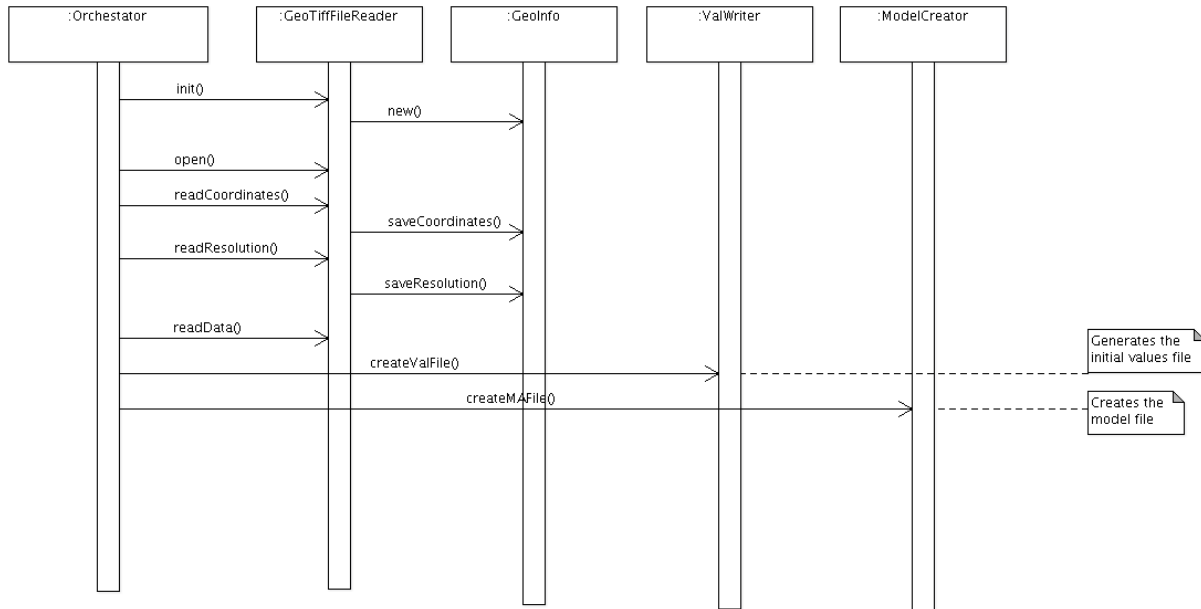 :Orchestator
:GeoTiffFileReader
:GeoInfo
:ValWriter
:ModelCreator
init()
new()
open()
readCoordinates()
saveCoordinates()
readResolution()
saveResolution()
readData()
Generates the
initial values file
createValFile()
createMAFile()
Creates the
model file